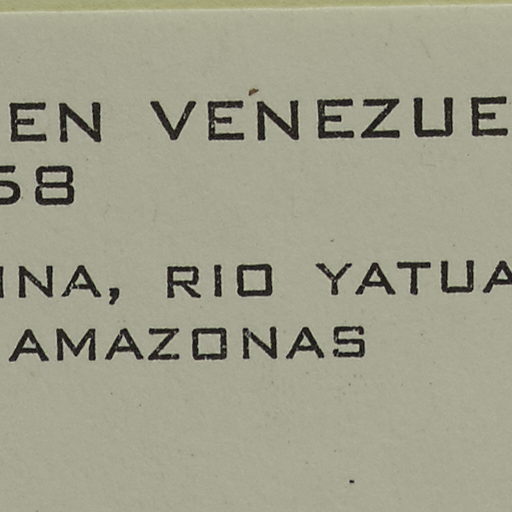 EN VENEZUE
58
INA, RIO YATUA
AMAZONAS